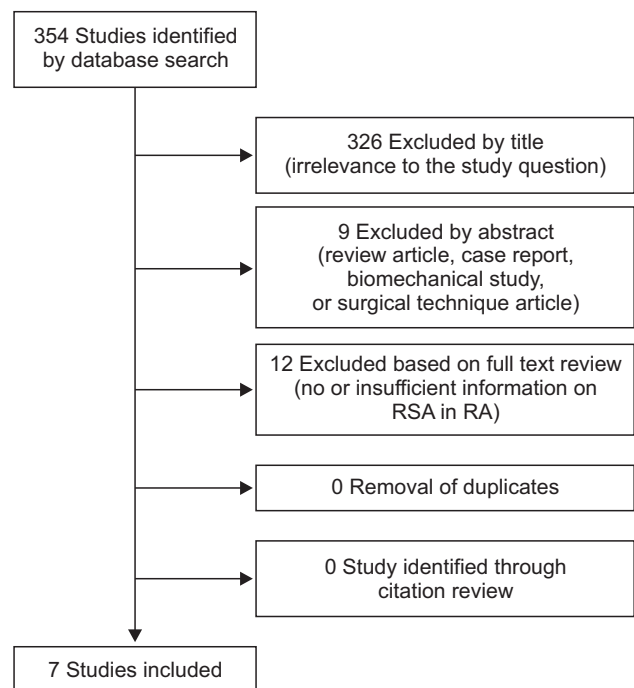 354 Studies identified
by database search
326 Excluded by title
(irrelevance to the study question)
9 Excluded by abstract
(review article, case report,
biomechanical study,
or surgical technique article)
12 Excluded based on full text review
(no or insufficient information on
RSA in RA)
0 Removal of duplicates
0 Study identified through
citation review
7 Studies included